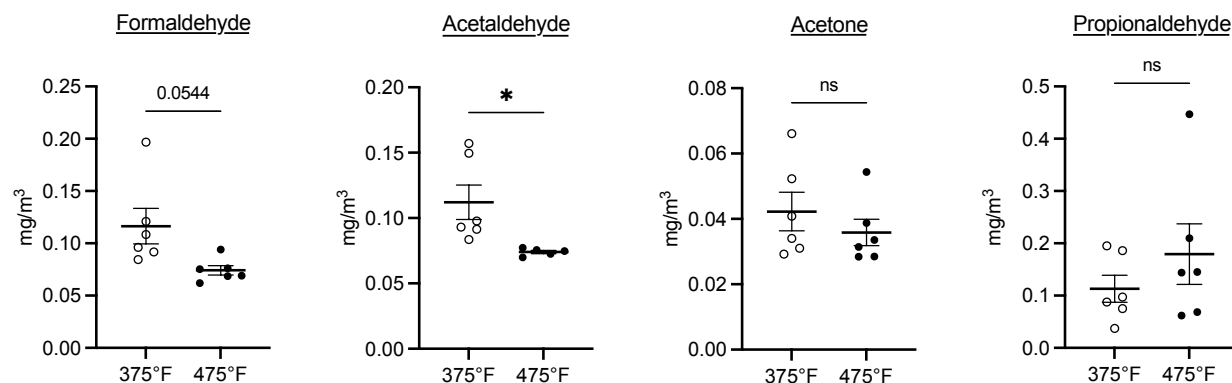 Formaldehyde
0.0544
0.25
0.20
0.15
0.10
0.05
0.00
mg/m³
375°F 475°F
Acetaldehyde
*
0.20
0.15
0.10
0.05
0.00
mg/m³
375°F 475°F
Acetone
ns
0.08
0.06
0.04
0.02
0.00
mg/m³
375°F 475°F
Propionaldehyde
ns
0.5
0.4
0.3
0.2
0.1
0.0
mg/m³
375°F 475°F